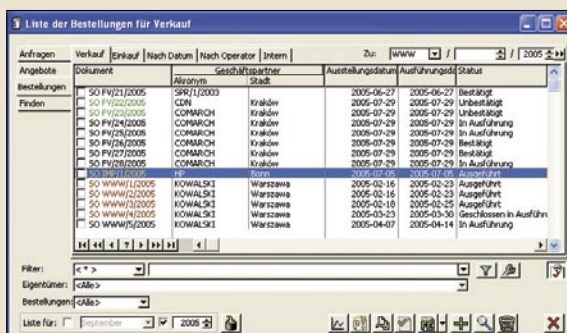 Liste der Bestellungen für Verkauf
Anfragen
Angebote
Bestellungen
Finden
Verkauf Einkauf Nach Datum Nach Operator Intern
Zu: WWW / / 2005
Dokument Geschäftspartner Ausstellungsdatum Ausführungsda Status
Akronym Stadt
SO FV/21/2005 SPR/1/2003 2005-06-27 2005-06-27 Bestätigt
SO FV/22/2005 CDN Kraków 2005-07-29 2005-07-29 Unbestätigt
SO FV/23/2005 COMARCH Kraków 2005-07-29 2005-07-29 Unbestätigt
SO FV/24/2005 COMARCH Kraków 2005-07-29 2005-07-29 In Ausführung
SO FV/25/2005 COMARCH Kraków 2005-07-29 2005-07-29 In Ausführung
SO FV/26/2005 COMARCH Kraków 2005-07-29 2005-07-29 Bestätigt
SO FV/27/2005 COMARCH Kraków 2005-07-29 2005-07-29 Bestätigt
SO FV/28/2005 COMARCH Kraków 2005-07-29 2005-07-29 In Ausführung
SO IMP/1/2005 HP Bonn 2005-07-05 2005-07-05 Ausgeführt
SO WWW/1/2005 KOWALSKI Warszawa 2005-02-16 2005-02-23 Ausgeführt
SO WWW/2/2005 KOWALSKI Warszawa 2005-02-16 2005-02-23 Ausgeführt
SO WWW/3/2005 KOWALSKI Warszawa 2005-02-18 2005-02-25 Ausgeführt
SO WWW/4/2005 KOWALSKI Warszawa 2005-03-23 2005-03-30 Geschlossen in Ausführu
SO WWW/5/2005 KOWALSKI Warszawa 2005-04-07 2005-04-14 In Ausführung
Filter: < * >
Eigentümer: <Alle>
Bestellungen: <Alle>
Liste für: September 2005